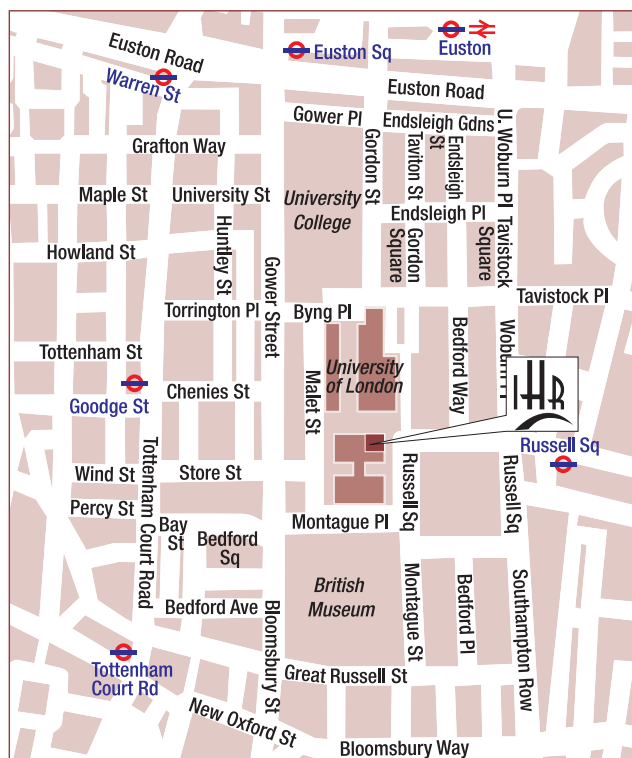 Euston Road
Warren St
Euston Sq
Euston
Euston Road
Gower Pl
Endsleigh Gdns
Grafton Way
Gordon St
Taviton St
Endsleigh
St
U. Woburn Pl
Maple St
University St
University
College
Endsleigh Pl
Howland St
Huntley St
Gower Street
Gordon
Square
Tavistock
Square
Tavistock Pl
Torrington Pl
Byng Pl
Tottenham St
Goodge St
Chenies St
Malet St
University
of London
Bedford Way
IHR
Russell Sq
Wind St
Store St
Tottenham Court Road
Russell Sq
Russell Sq
Percy St
Bay
St
Bedford
Sq
Montague Pl
British
Museum
Montague St
Bedford Pl
Southampton Row
Bedford Ave
Bloomsbury St
Tottenham
Court Rd
Great Russell St
New Oxford St
Bloomsbury Way